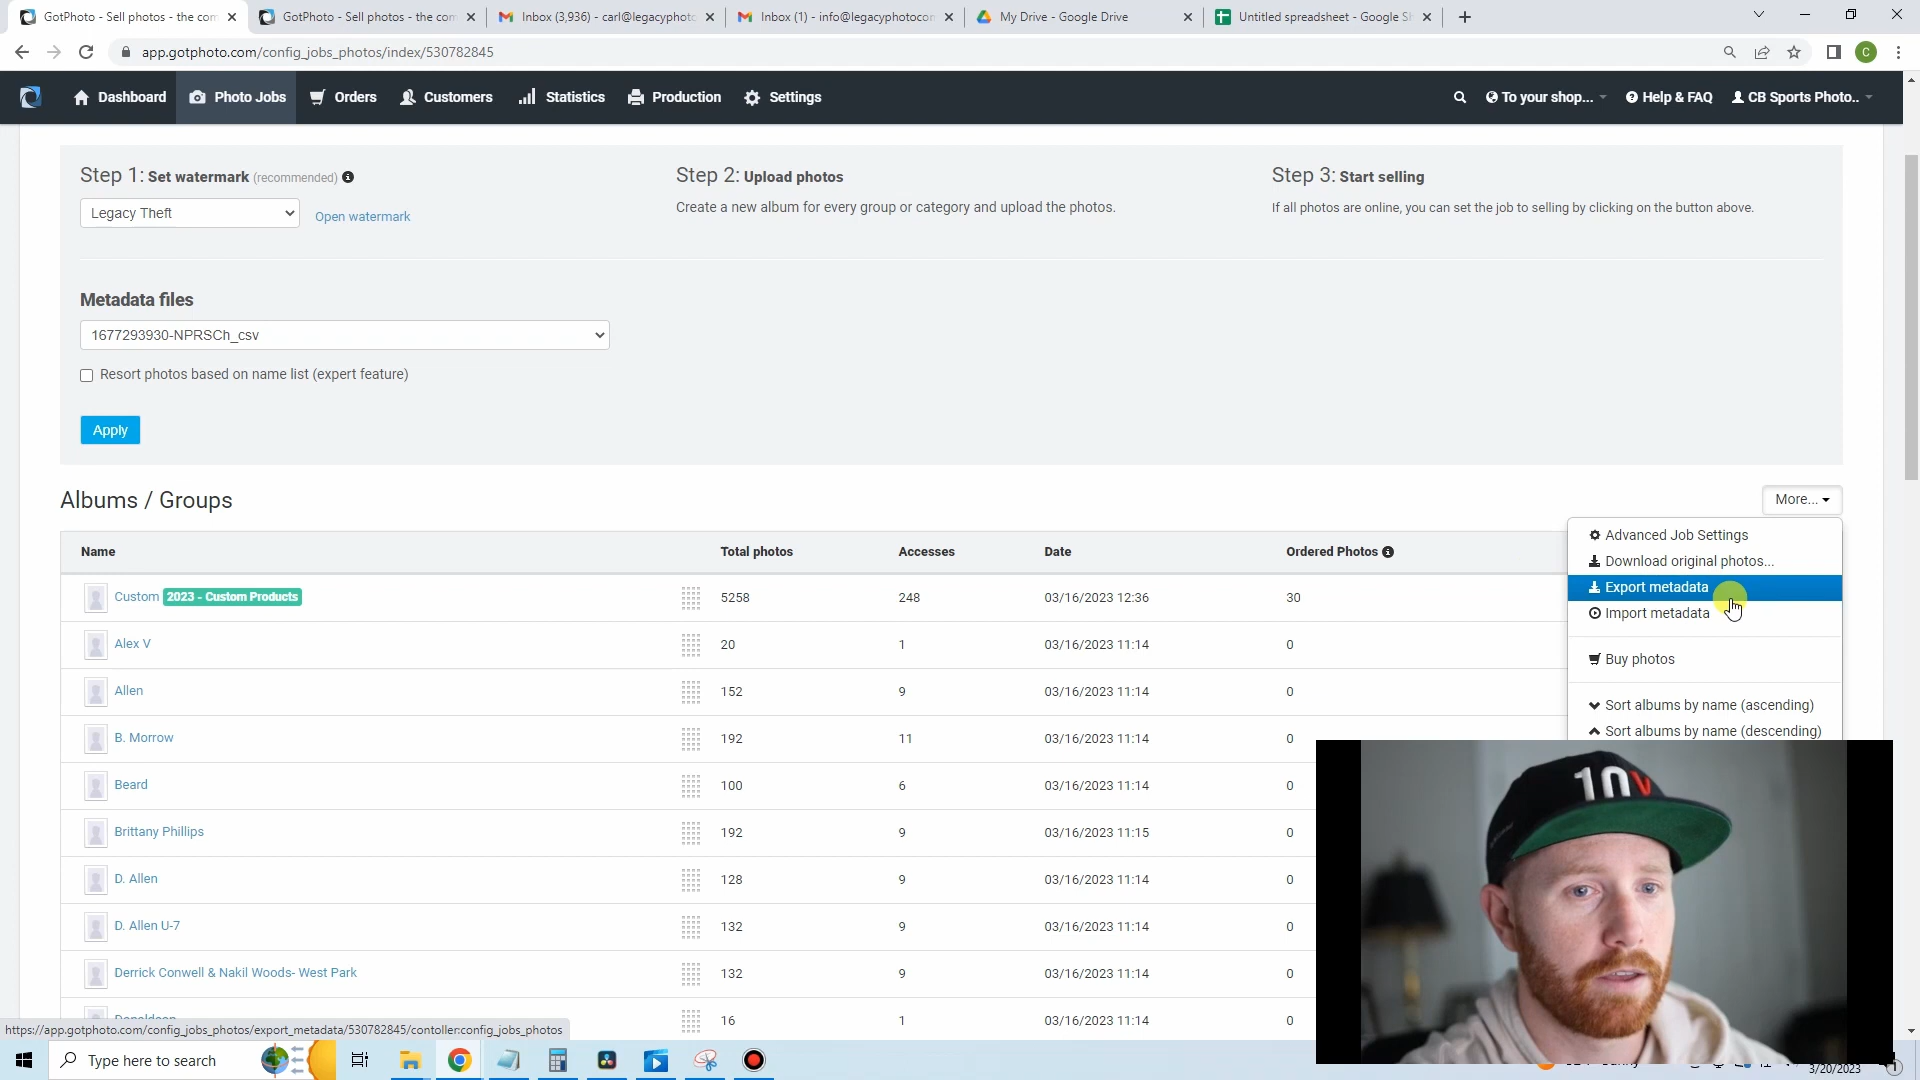 GotPhoto - Sell photos - the com
GotPhoto - Sell photos - the com
Inbox (3,936) - carl@legacyphoto
Inbox (1) - info@legacyphotocon
My Drive - Google Drive
Untitled spreadsheet - Google S
app.gotphoto.com/config_jobs_photos/index/530782845
C
Dashboard
Photo Jobs
Orders
Customers
Statistics
Production
Settings
To your shop...
Help & FAQ
CB Sports Photo..
Step 1: Set watermark (recommended)
Step 2: Upload photos
Step 3: Start selling
Legacy Theft
Open watermark
Create a new album for every group or category and upload the photos.
If all photos are online, you can set the job to selling by clicking on the button above.
Metadata files
1677293930-NPRSCh_csv
Resort photos based on name list (expert feature)
Apply
Albums / Groups
More...
Advanced Job Settings
Download original photos...
Export metadata
Import metadata
Buy photos
Sort albums by name (ascending)
Sort albums by name (descending)
Name Total photos Accesses Date Ordered Photos
Custom 2023 - Custom Products 5258 248 03/16/2023 12:36 30
Alex V 20 1 03/16/2023 11:14 0
Allen 152 9 03/16/2023 11:14 0
B. Morrow 192 11 03/16/2023 11:14 0
Beard 100 6 03/16/2023 11:14 0
Brittany Phillips 192 9 03/16/2023 11:15 0
D. Allen 128 9 03/16/2023 11:14 0
D. Allen U-7 132 9 03/16/2023 11:14 0
Derrick Conwell & Nakil Woods- West Park 132 9 03/16/2023 11:14 0
Donaldson 16 1 03/16/2023 11:14 0
10v
https://app.gotphoto.com/config_jobs_photos/export_metadata/530782845/contoller:config_jobs_photos
Type here to search
3/20/2023
1